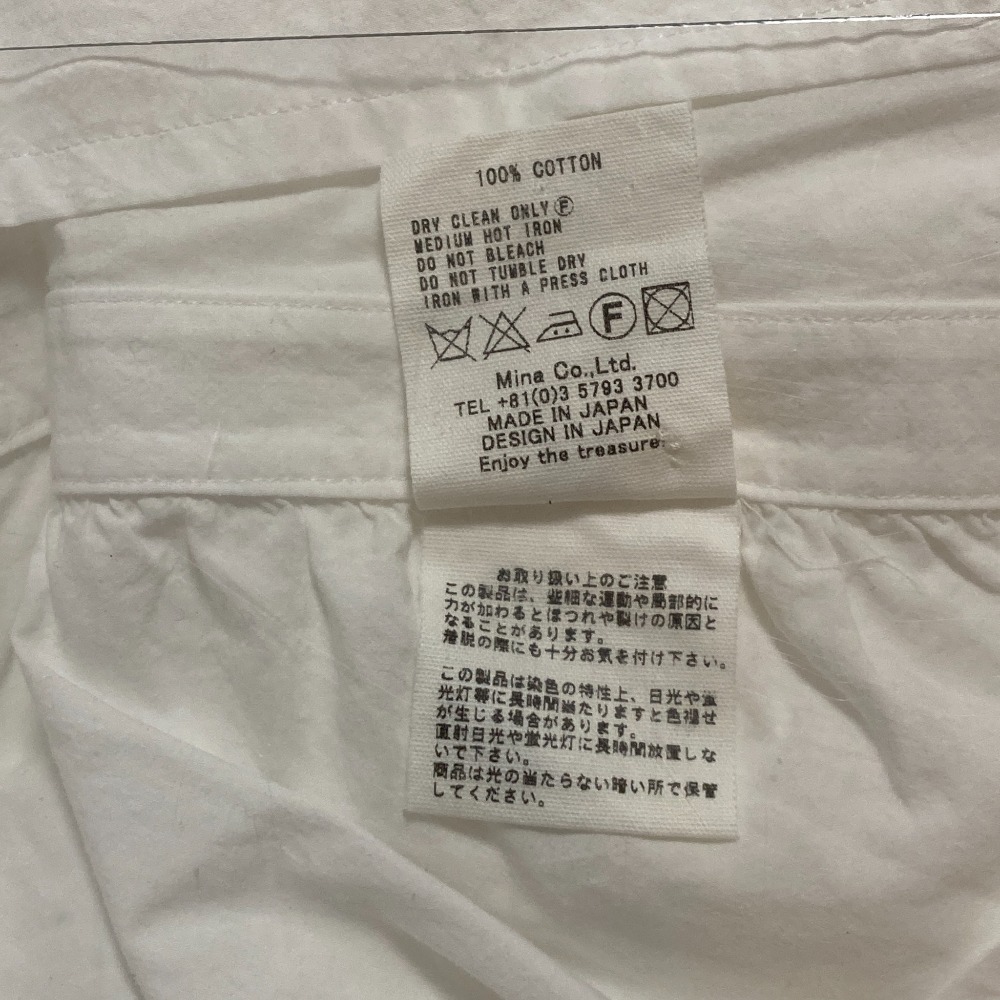 100% COTTON
DRY CLEAN ONLY Ⓕ
MEDIUM HOT IRON
DO NOT BLEACH
DO NOT TUMBLE DRY
IRON WITH A PRESS CLOTH
F
Mina Co.,Ltd.
TEL +81(0)3 5793 3700
MADE IN JAPAN
DESIGN IN JAPAN
Enjoy the treasure.
お取り扱い上のご注意
この製品は、些細な運動や局部的に
力が加わるとほつれや裂けの原因と
なることがあります。
着脱の際にも十分お気を付け下さい。
この製品は染色の特性上、日光や蛍
光灯等に長時間当たりますと色褪せ
が生じる場合があります。
直射日光や蛍光灯に長時間放置しな
いで下さい。
商品は光の当たらない暗い所で保管
してください。